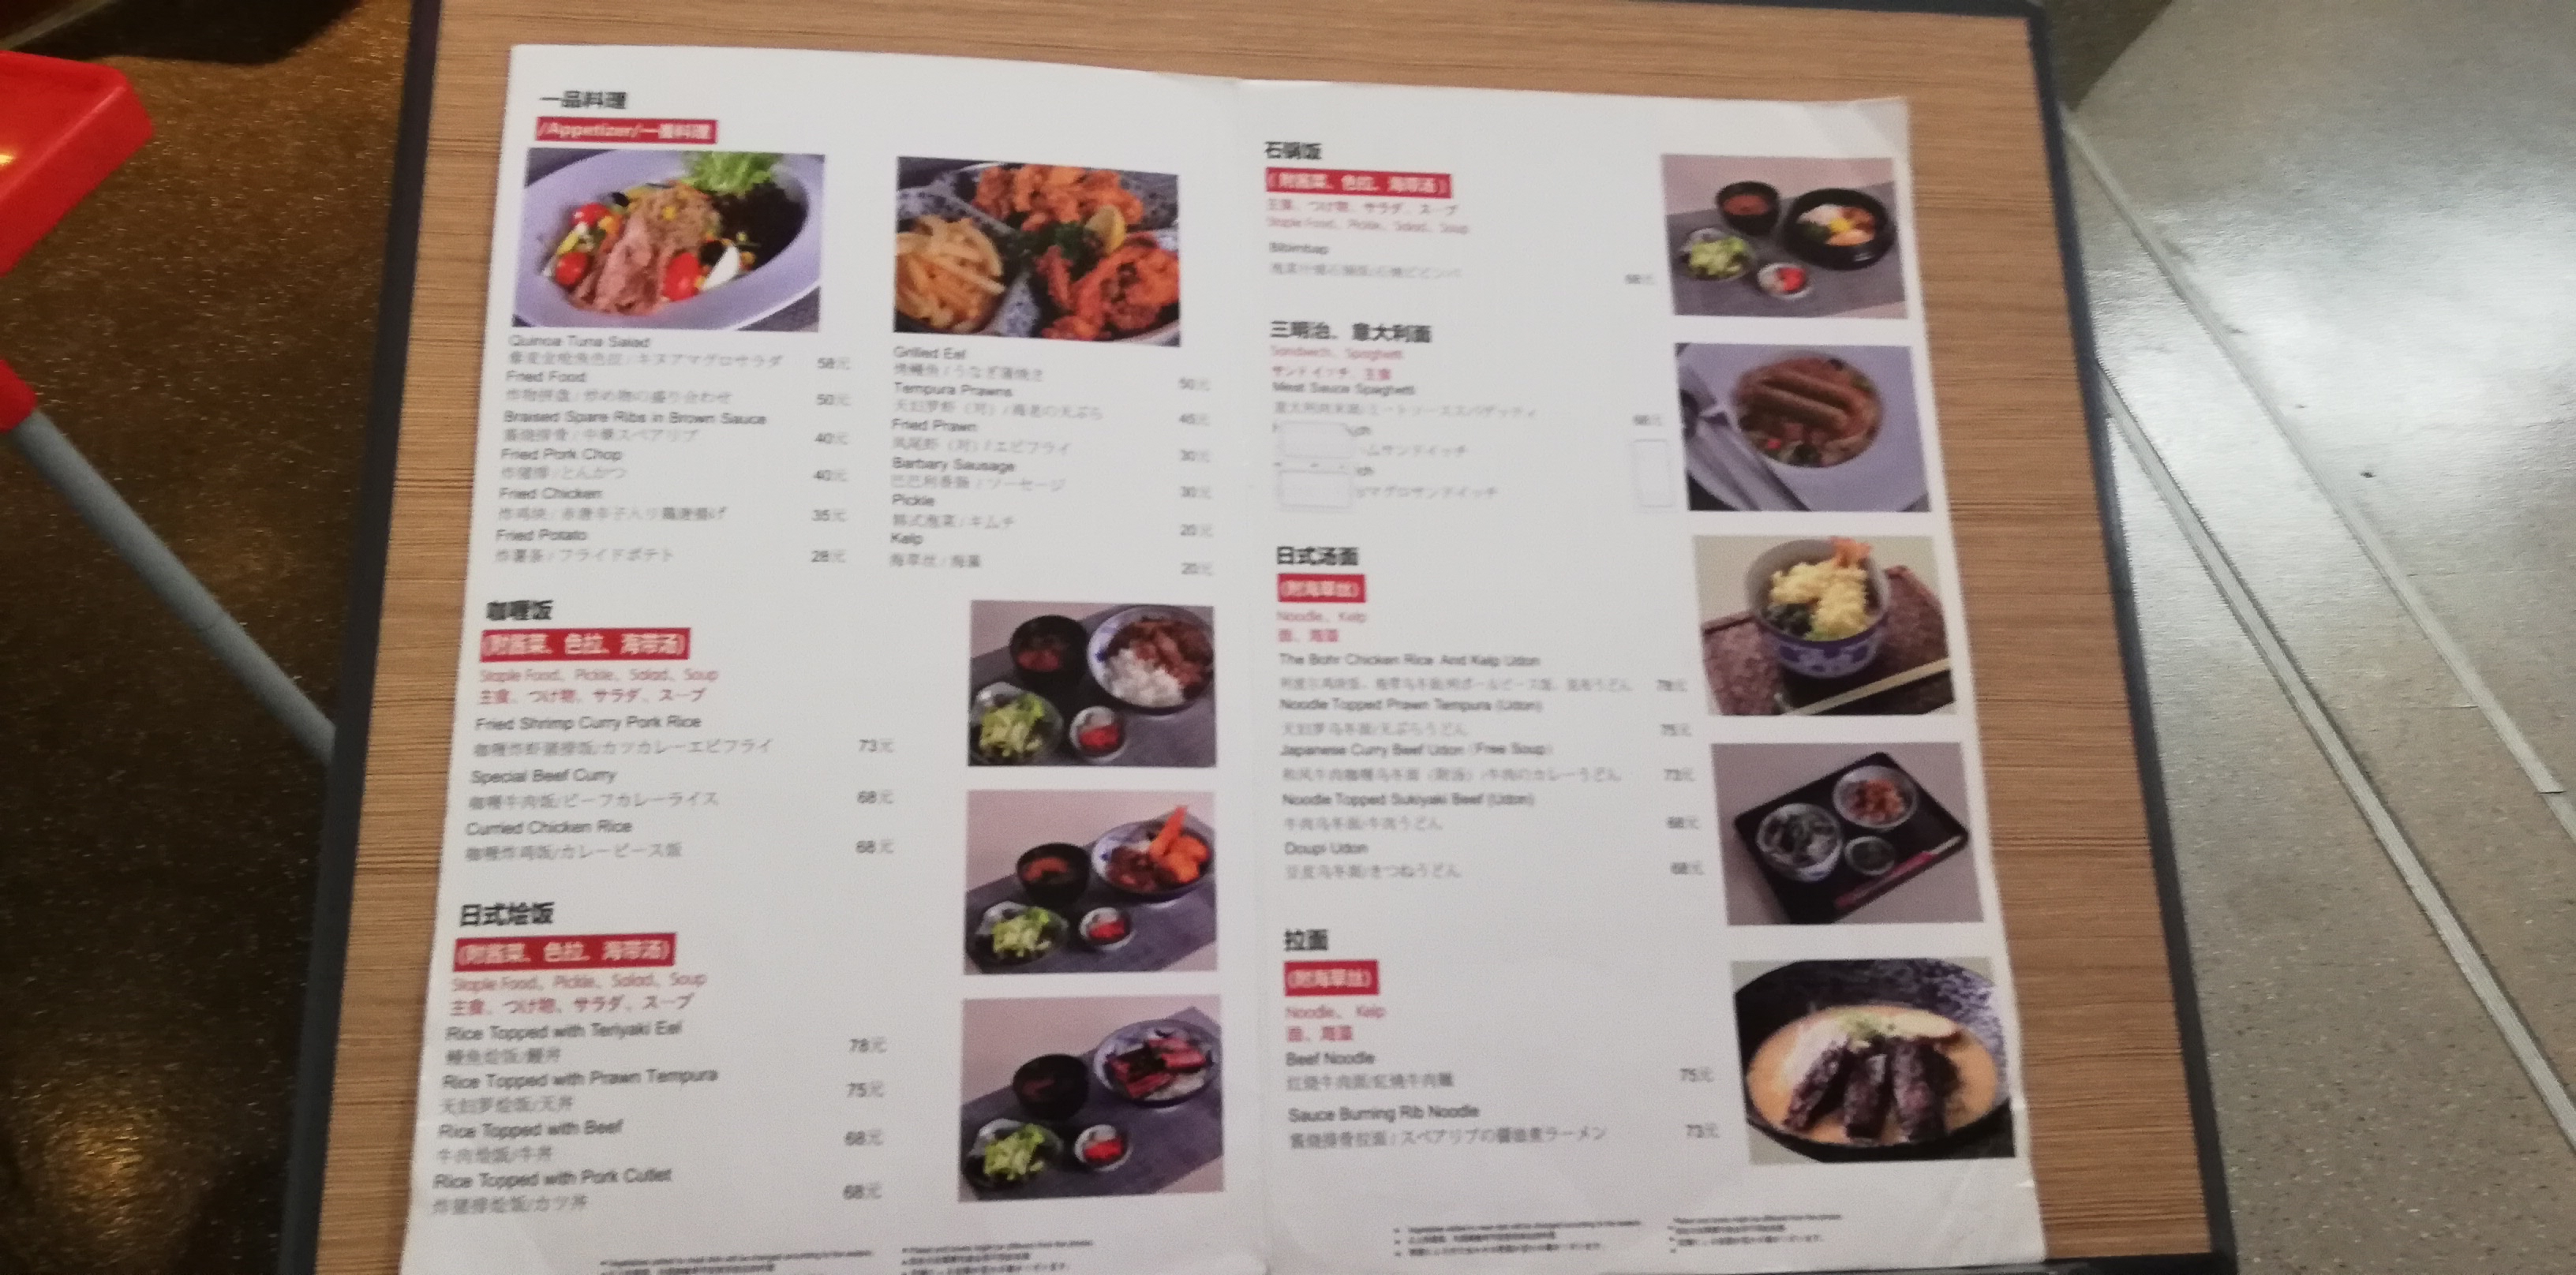 一品料理
/Appetizer/一番料理
Quinoa Tuna Salad
藜麦金枪鱼色拉/キヌアマグロサラダ 58元
Fried Food
炸物拼盘/炒め物の盛り合わせ 50元
Braised Spare Ribs in Brown Sauce
酱烧排骨/中華スペアリブ 40元
Fried Pork Chop
炸猪排/とんかつ 40元
Fried Chicken
炸鸡块/ 35元
Fried Potato
炸薯条/フライドポテト 28元
Grilled Eel
烤鳗鱼/うなぎ蒲焼き 50元
Tempura Prawns
天妇罗虾（对）/海老の天ぷら 45元
Fried Prawn
凤尾虾（对）/エビフライ 30元
Barbary Sausage
巴巴利香肠/ソーセージ 30元
Pickle
韩式泡菜/キムチ 20元
Kelp
海草丝/海藻 20元
咖喱饭
(附酱菜、色拉、海带汤)
Staple Food、Pickle、Salad、Soup
主食、つけ物、サラダ、スープ
Fried Shrimp Curry Pork Rice
咖喱炸虾猪排饭/カツカレーエビフライ 73元
Special Beef Curry
咖喱牛肉饭/ビーフカレーライス 68元
Curried Chicken Rice
咖喱炸鸡饭/カレーピース飯 68元
日式烩饭
(附酱菜、色拉、海带汤)
Staple Food、Pickle、Salad、Soup
主食、つけ物、サラダ、スープ
Rice Topped with Teriyaki Eel
鳗鱼烩饭/鰻丼 78元
Rice Topped with Prawn Tempura
天妇罗烩饭/天丼 75元
Rice Topped with Beef
牛肉烩饭/牛丼 68元
Rice Topped with Pork Cutlet
炸猪排烩饭/カツ丼 68元
石锅饭
(附酱菜、色拉、海带汤)
主食、つけ物、サラダ、スープ
Staple Food、Pickle、Salad、Soup
Bibimbap
68元
三明治、意大利面
Sandwich、Spaghetti
サンドイッチ、主食
Meat Sauce Spaghetti
意大利肉末面/ミートソーススパゲッティ 68元
ch
ムサンドイッチ
ch
マグロサンドイッチ
日式汤面
(附海草丝)
Noodle、Kelp
面、海藻
The Bohr Chicken Rice And Kelp Udon
78元
Noodle Topped Prawn Tempura (Udon)
天妇罗乌冬面/天ぷらうどん 75元
Japanese Curry Beef Udon (Free Soup)
和风牛肉咖喱乌冬面（附汤）/牛肉のカレーうどん 73元
Noodle Topped Sukiyaki Beef (Udon)
牛肉乌冬面/牛肉うどん 68元
Doupi Udon
豆皮乌冬面/きつねうどん 68元
拉面
(附海草丝)
Noodle、Kelp
面、海藻
Beef Noodle
红烧牛肉面/紅焼牛肉麺 75元
Sauce Burning Rib Noodle
酱烧排骨拉面/スペアリブの醤油煮ラーメン 73元